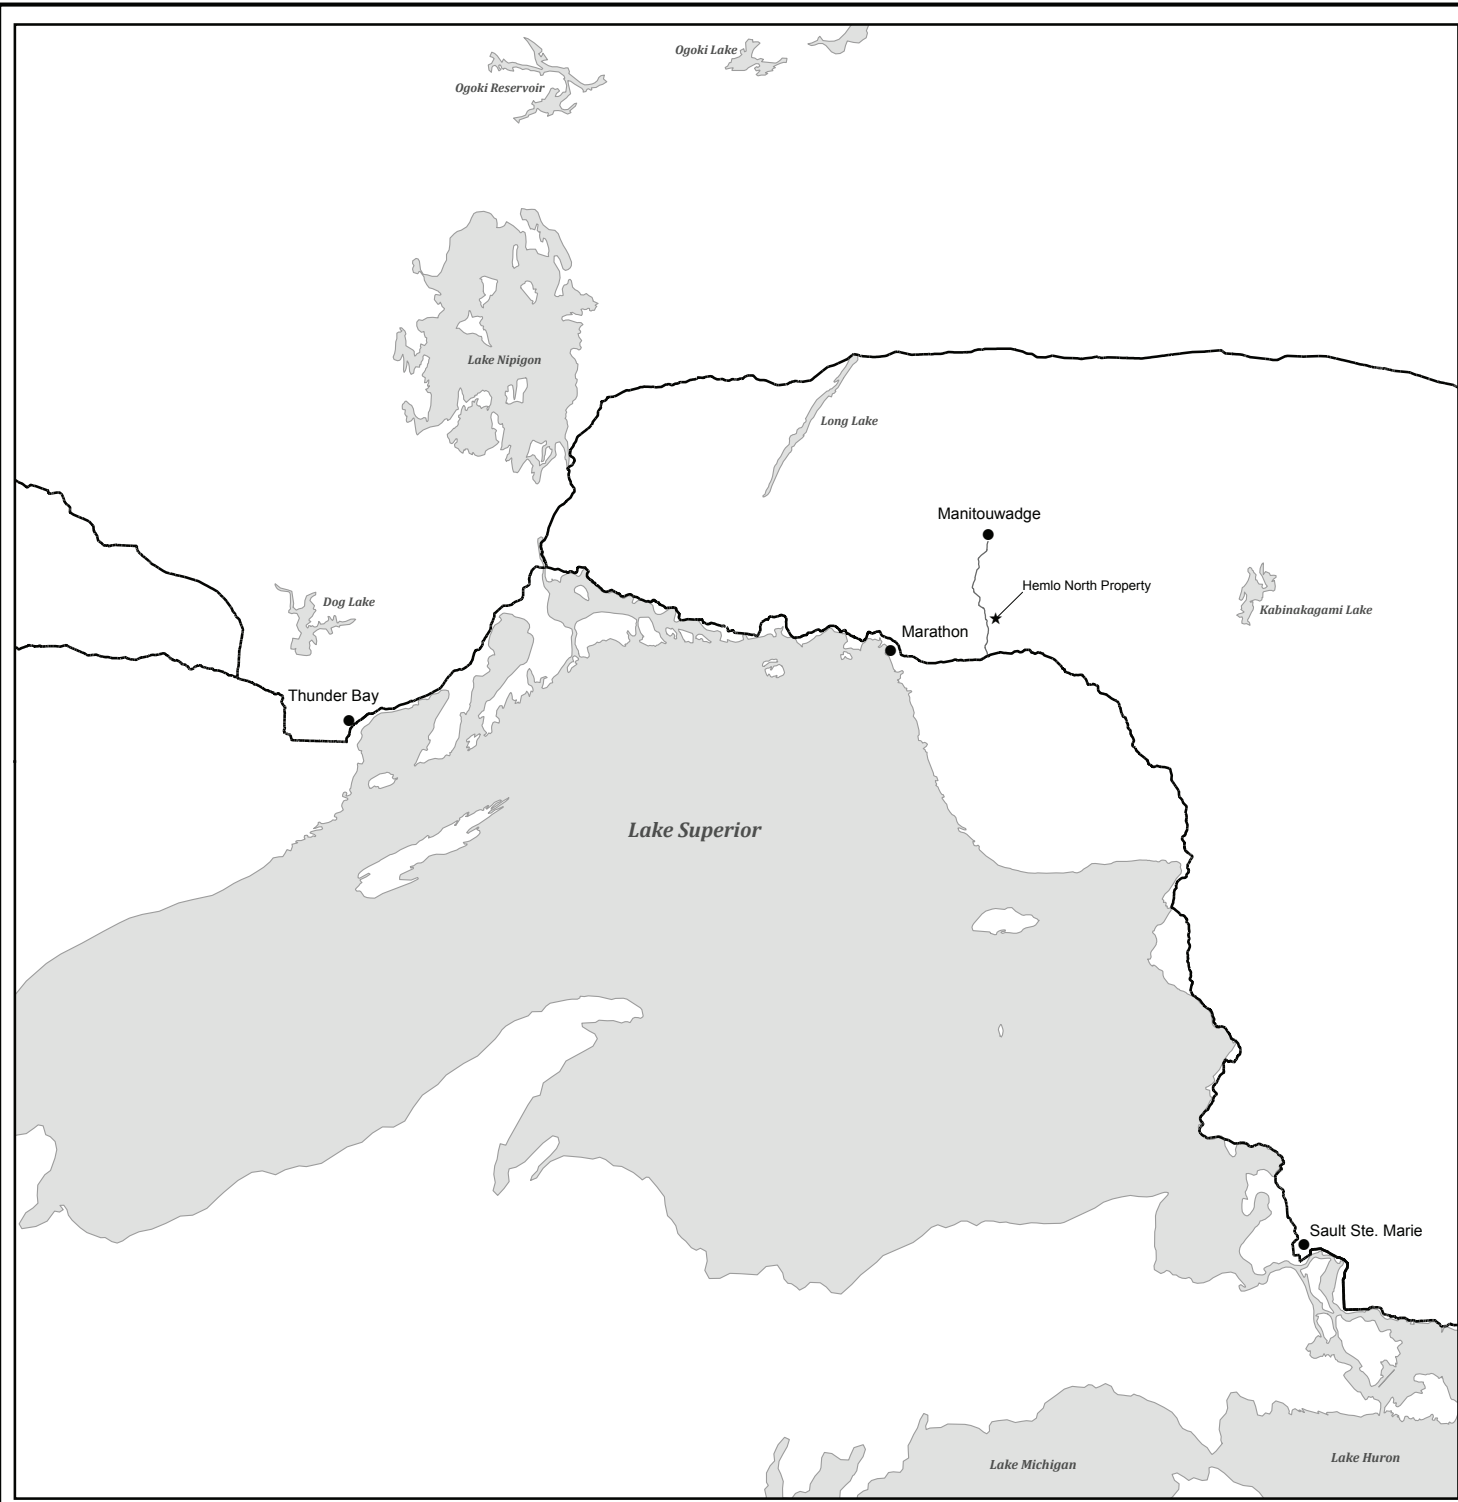 Ogoki Lake
Ogoki Reservoir
Lake Nipigon
Long Lake
Manitouwadge
Hemlo North Property
Dog Lake
Kabinakagami Lake
Marathon
Thunder Bay
Lake Superior
Sault Ste. Marie
Lake Huron
Lake Michigan